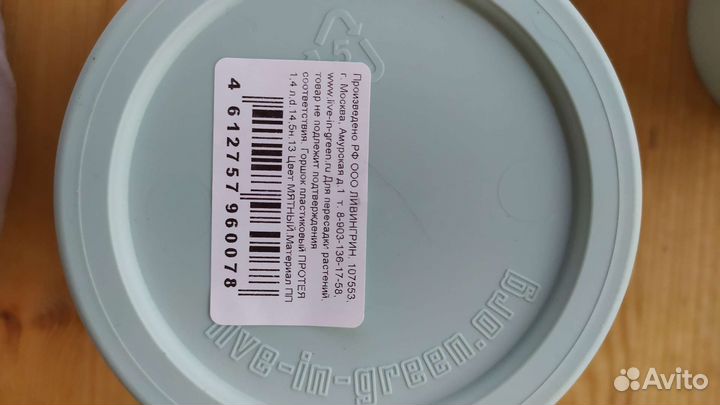 5
Произведено РФ ООО ЛИВИНГРИН, 107553,
г. Москва, Амурская д.1 т. 8-903-136-17-58,
www.live-in-green.ru Для пересадки растений,
товар не подлежит подтверждения
соответствия. Горшок пластиковый ПРОТЕЯ
1,4 л.d.14,5н.13 Цвет МЯТНЫЙ Материал ПП
4 612757 960078
live-in-green.org
Avito